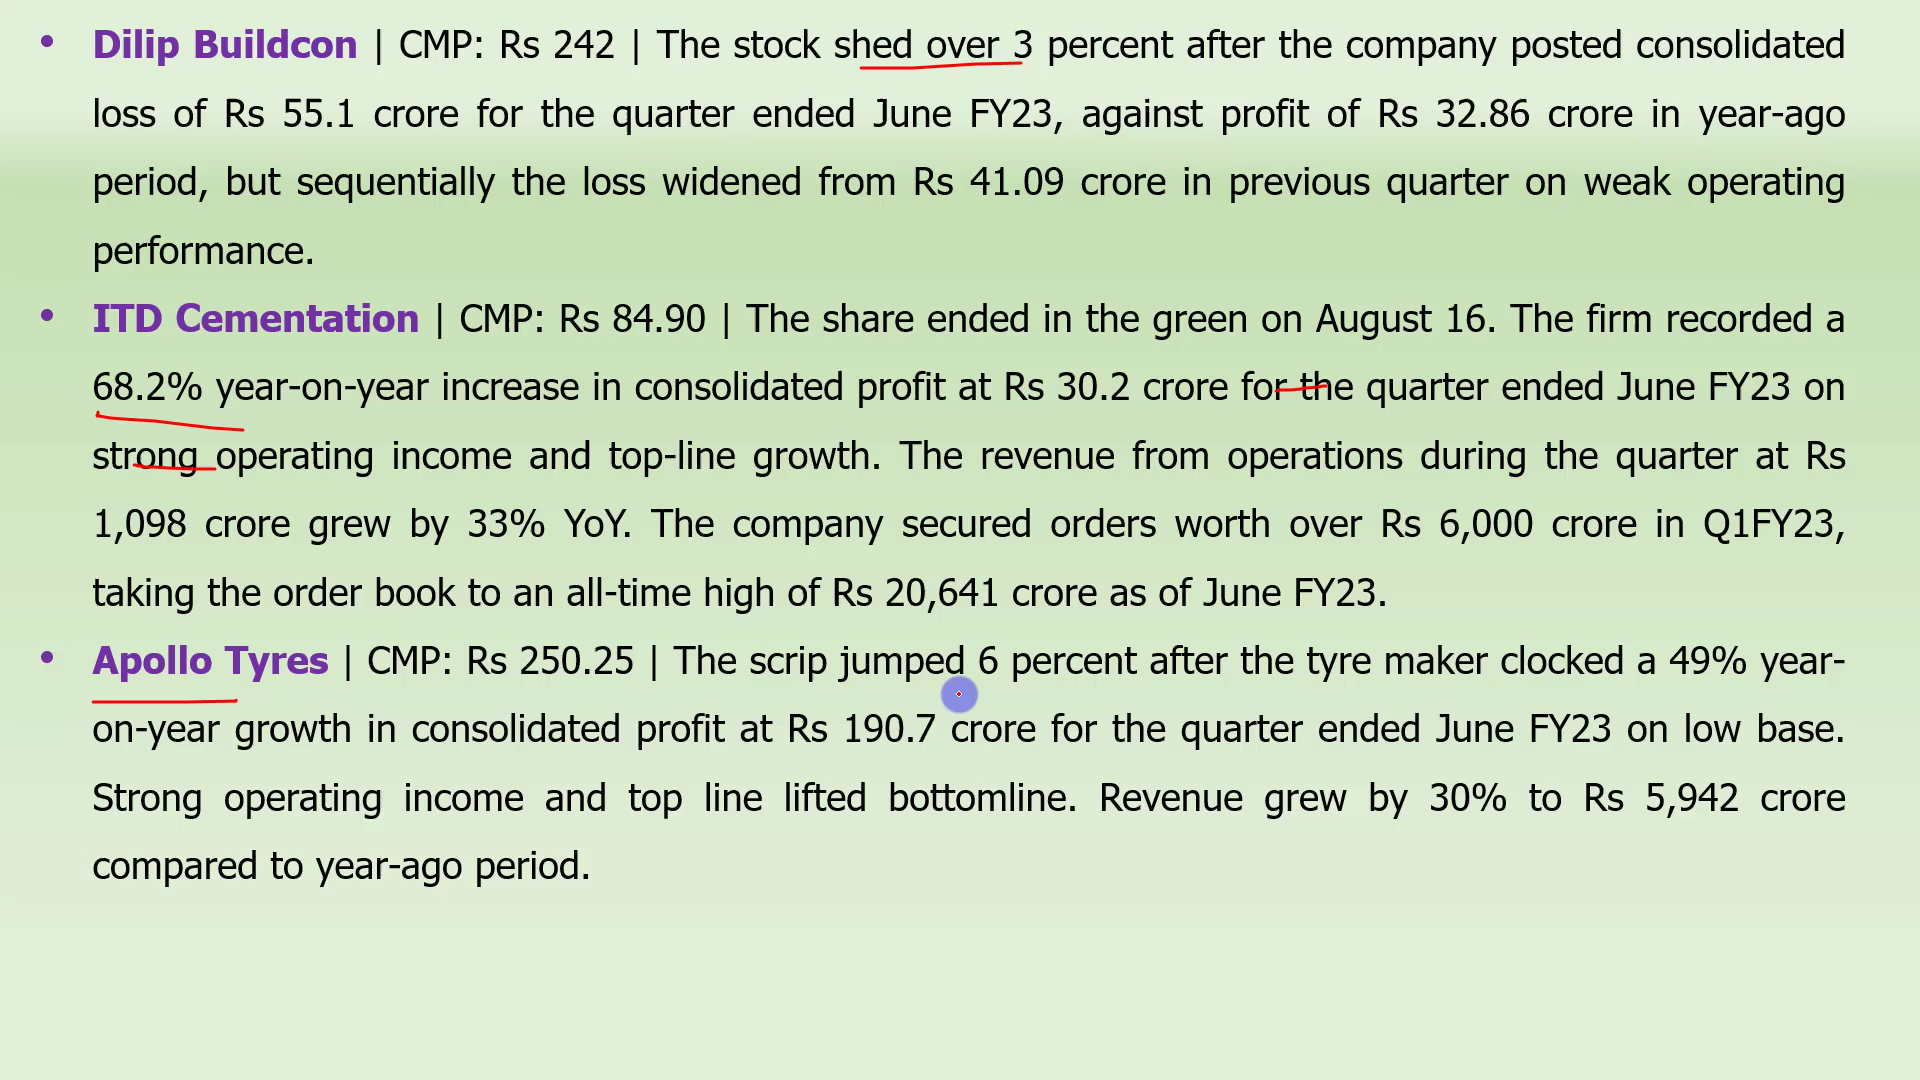 • Dilip Buildcon | CMP: Rs 242 | The stock shed over 3 percent after the company posted consolidated
loss of Rs 55.1 crore for the quarter ended June FY23, against profit of Rs 32.86 crore in year-ago
period, but sequentially the loss widened from Rs 41.09 crore in previous quarter on weak operating
performance.
• ITD Cementation | CMP: Rs 84.90 | The share ended in the green on August 16. The firm recorded a
68.2% year-on-year increase in consolidated profit at Rs 30.2 crore for the quarter ended June FY23 on
strong operating income and top-line growth. The revenue from operations during the quarter at Rs
1,098 crore grew by 33% YoY. The company secured orders worth over Rs 6,000 crore in Q1FY23,
taking the order book to an all-time high of Rs 20,641 crore as of June FY23.
• Apollo Tyres | CMP: Rs 250.25 | The scrip jumped 6 percent after the tyre maker clocked a 49% year-
on-year growth in consolidated profit at Rs 190.7 crore for the quarter ended June FY23 on low base.
Strong operating income and top line lifted bottomline. Revenue grew by 30% to Rs 5,942 crore
compared to year-ago period.